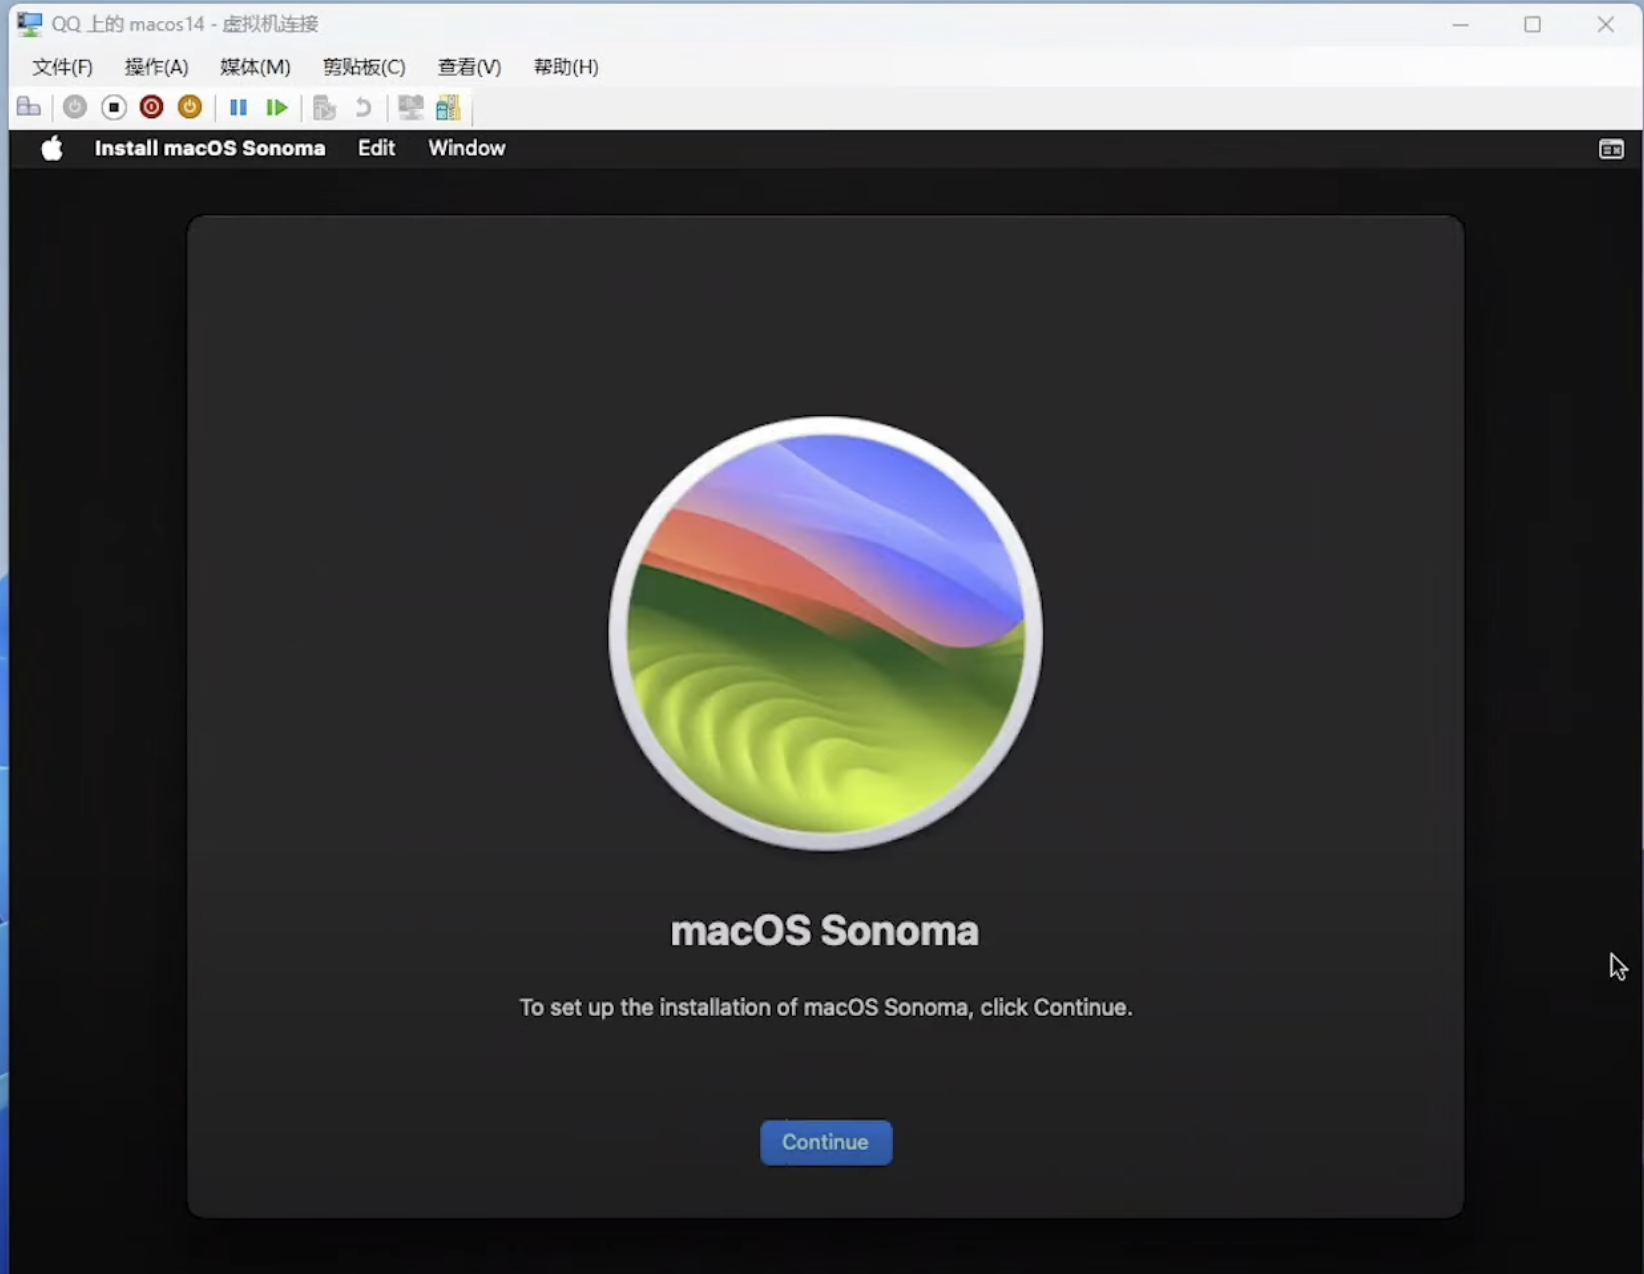 QQ 上的 macos14 - 虚拟机连接
文件(F) 操作(A) 媒体(M) 剪贴板(C) 查看(V) 帮助(H)
Install macOS Sonoma Edit Window
macOS Sonoma
To set up the installation of macOS Sonoma, click Continue.
Continue